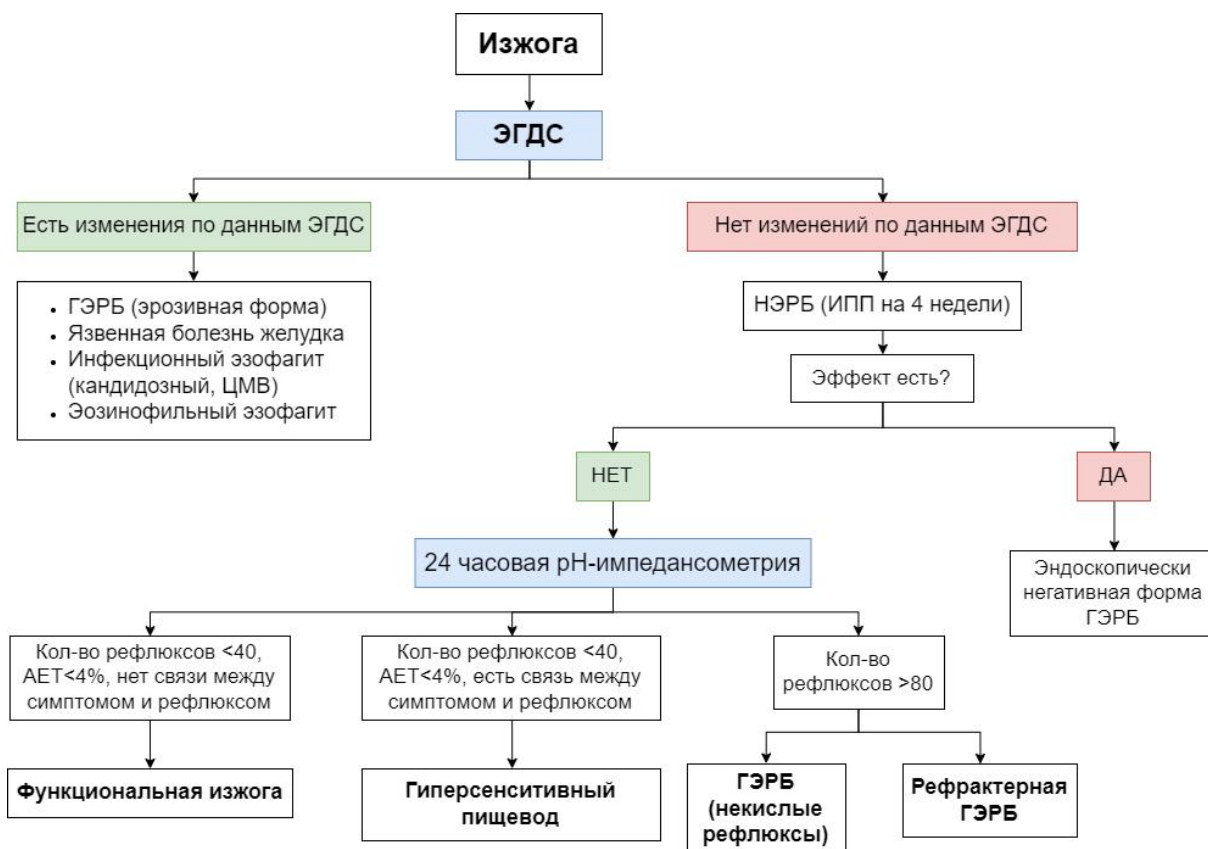 Изжога
ЭГДС
Есть изменения по данным ЭГДС
Нет изменений по данным ЭГДС
ГЭРБ (эрозивная форма)
Язвенная болезнь желудка
Инфекционный эзофагит
(кандидозный, ЦМВ)
Эозинофильный эзофагит
НЭРБ (ИПП на 4 недели)
Эффект есть?
НЕТ
ДА
24 часовая pH-импедансометрия
Эндоскопически
негативная форма
ГЭРБ
Кол-во рефлюксов <40,
AET<4%, нет связи между
симптомом и рефлюксом
Кол-во рефлюксов <40,
AET<4%, есть связь между
симптомом и рефлюксом
Кол-во
рефлюксов >80
Функциональная изжога
Гиперсенситивный
пищевод
ГЭРБ
(некислые
рефлюксы)
Рефрактерная
ГЭРБ